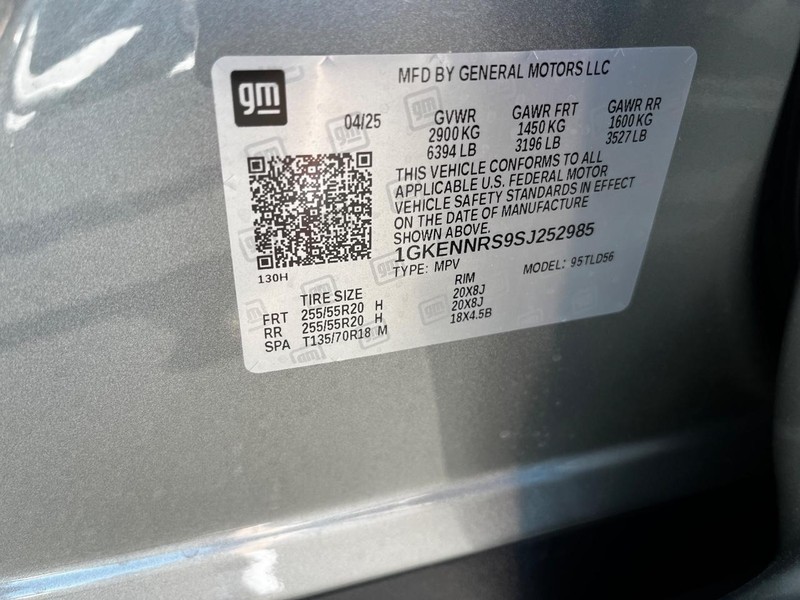 gm
MFD BY GENERAL MOTORS LLC
04/25
GVWR
2900 KG
6394 LB
GAWR FRT
1450 KG
3196 LB
GAWR RR
1600 KG
3527 LB
THIS VEHICLE CONFORMS TO ALL
APPLICABLE U.S. FEDERAL MOTOR
VEHICLE SAFETY STANDARDS IN EFFECT
ON THE DATE OF MANUFACTURE
SHOWN ABOVE.
1GKENNRS9SJ252985
TYPE: MPV MODEL: 95TLD56
130H
TIRE SIZE RIM
FRT 255/55R20 H 20X8J
RR 255/55R20 H 20X8J
SPA T135/70R18 M 18X4.5B